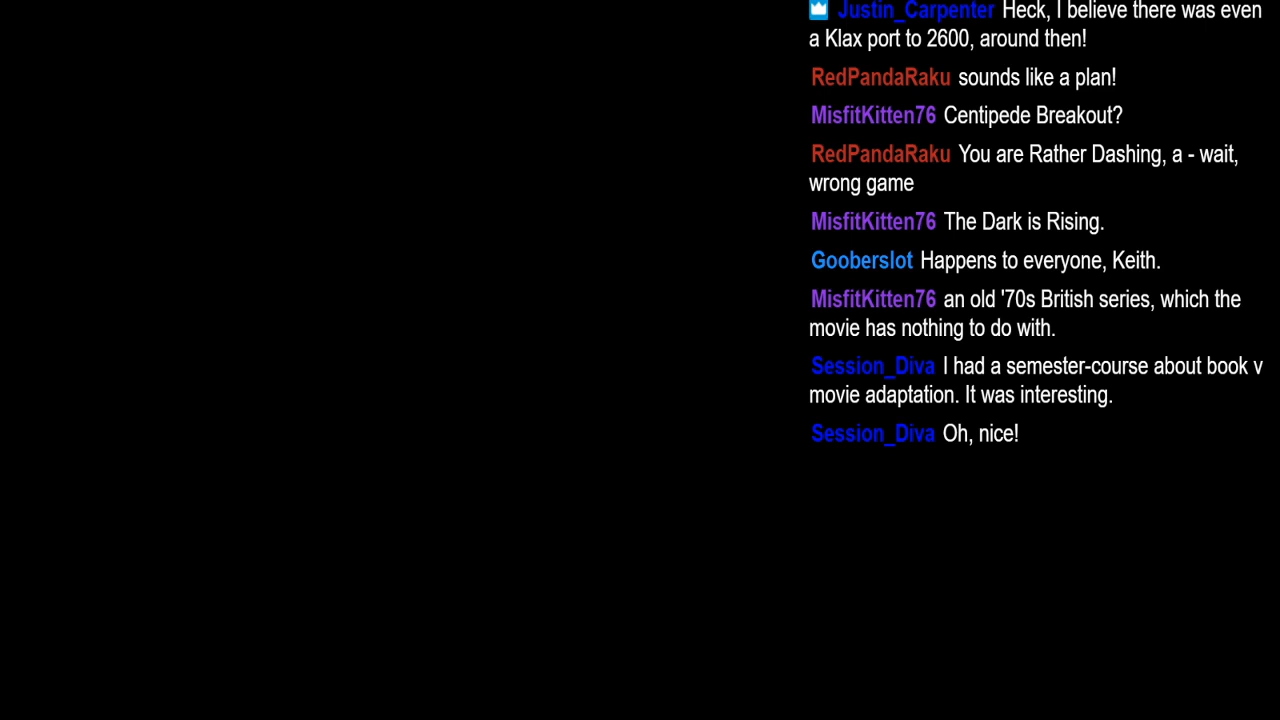 Justin_Carpenter Heck, I believe there was even
a Klax port to 2600, around then!
RedPandaRaku sounds like a plan!
MisfitKitten76 Centipede Breakout?
RedPandaRaku You are Rather Dashing, a - wait,
wrong game
MisfitKitten76 The Dark is Rising.
Gooberslot Happens to everyone, Keith.
MisfitKitten76 an old '70s British series, which the
movie has nothing to do with.
Session_Diva I had a semester-course about book v
movie adaptation. It was interesting.
Session_Diva Oh, nice!